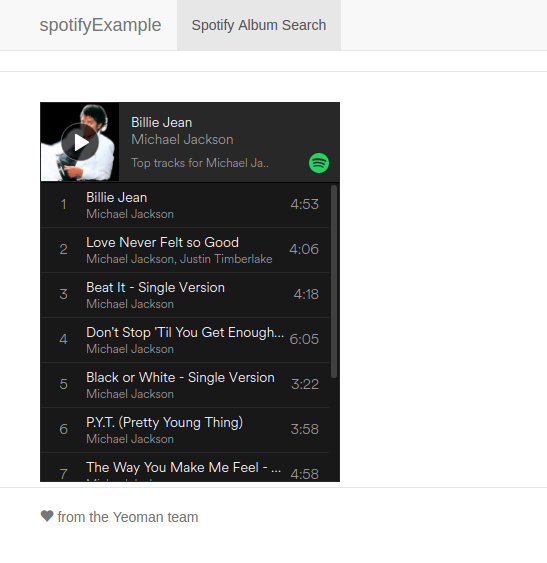 spotifyExample Spotify Album Search
Billie Jean
Michael Jackson
Top tracks for Michael Ja..
1 Billie Jean 4:53
Michael Jackson
2 Love Never Felt so Good 4:06
Michael Jackson, Justin Timberlake
3 Beat It - Single Version 4:18
Michael Jackson
4 Don't Stop 'Til You Get Enough... 6:05
Michael Jackson
5 Black or White - Single Version 3:22
Michael Jackson
6 P.Y.T. (Pretty Young Thing) 3:58
Michael Jackson
7 The Way You Make Me Feel - ... 4:58
♥ from the Yeoman team